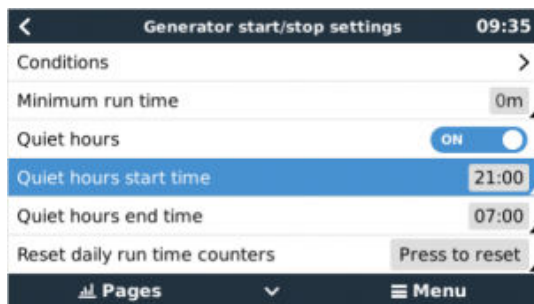 Generator start/stop settings 09:35
Conditions
Minimum run time 0m
Quiet hours ON
Quiet hours start time 21:00
Quiet hours end time 07:00
Reset daily run time counters Press to reset
Pages Menu